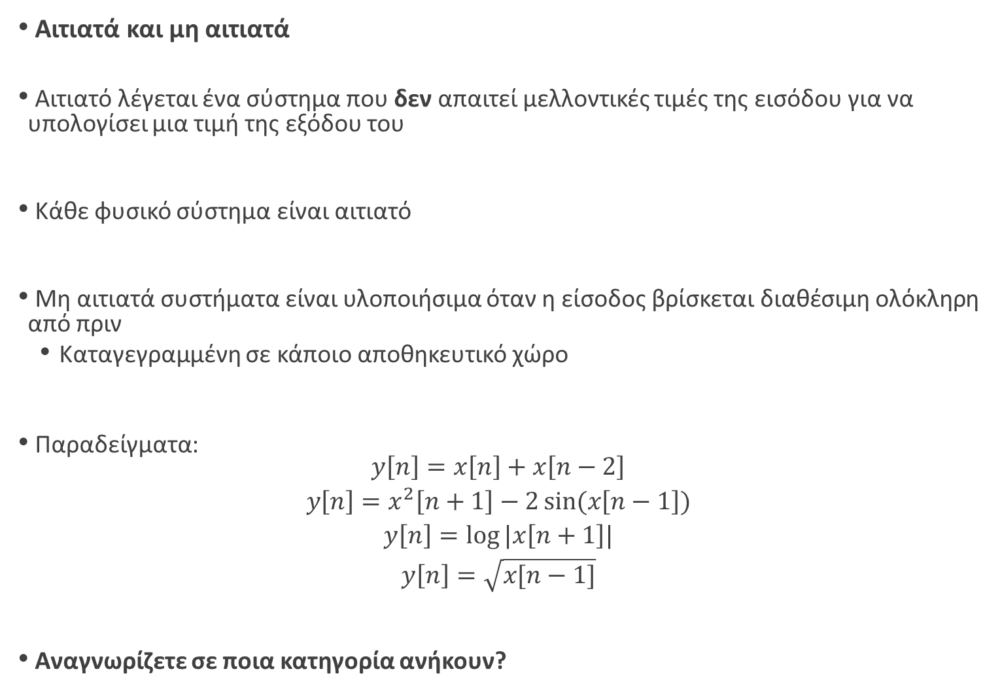 • Αιτιατά και μη αιτιατά
• Αιτιατό λέγεται ένα σύστημα που δεν απαιτεί μελλοντικές τιμές της εισόδου για να
υπολογίσει μια τιμή της εξόδου του
• Κάθε φυσικό σύστημα είναι αιτιατό
• Μη αιτιατά συστήματα είναι υλοποιήσιμα όταν η είσοδος βρίσκεται διαθέσιμη ολόκληρη
από πριν
• Καταγεγραμμένη σε κάποιο αποθηκευτικό χώρο
• Παραδείγματα:
y[n] = x[n] + x[n − 2]
y[n] = x²[n + 1] − 2 sin(x[n − 1])
y[n] = log|x[n + 1]|
y[n] = √x[n − 1]
• Αναγνωρίζετε σε ποια κατηγορία ανήκουν?